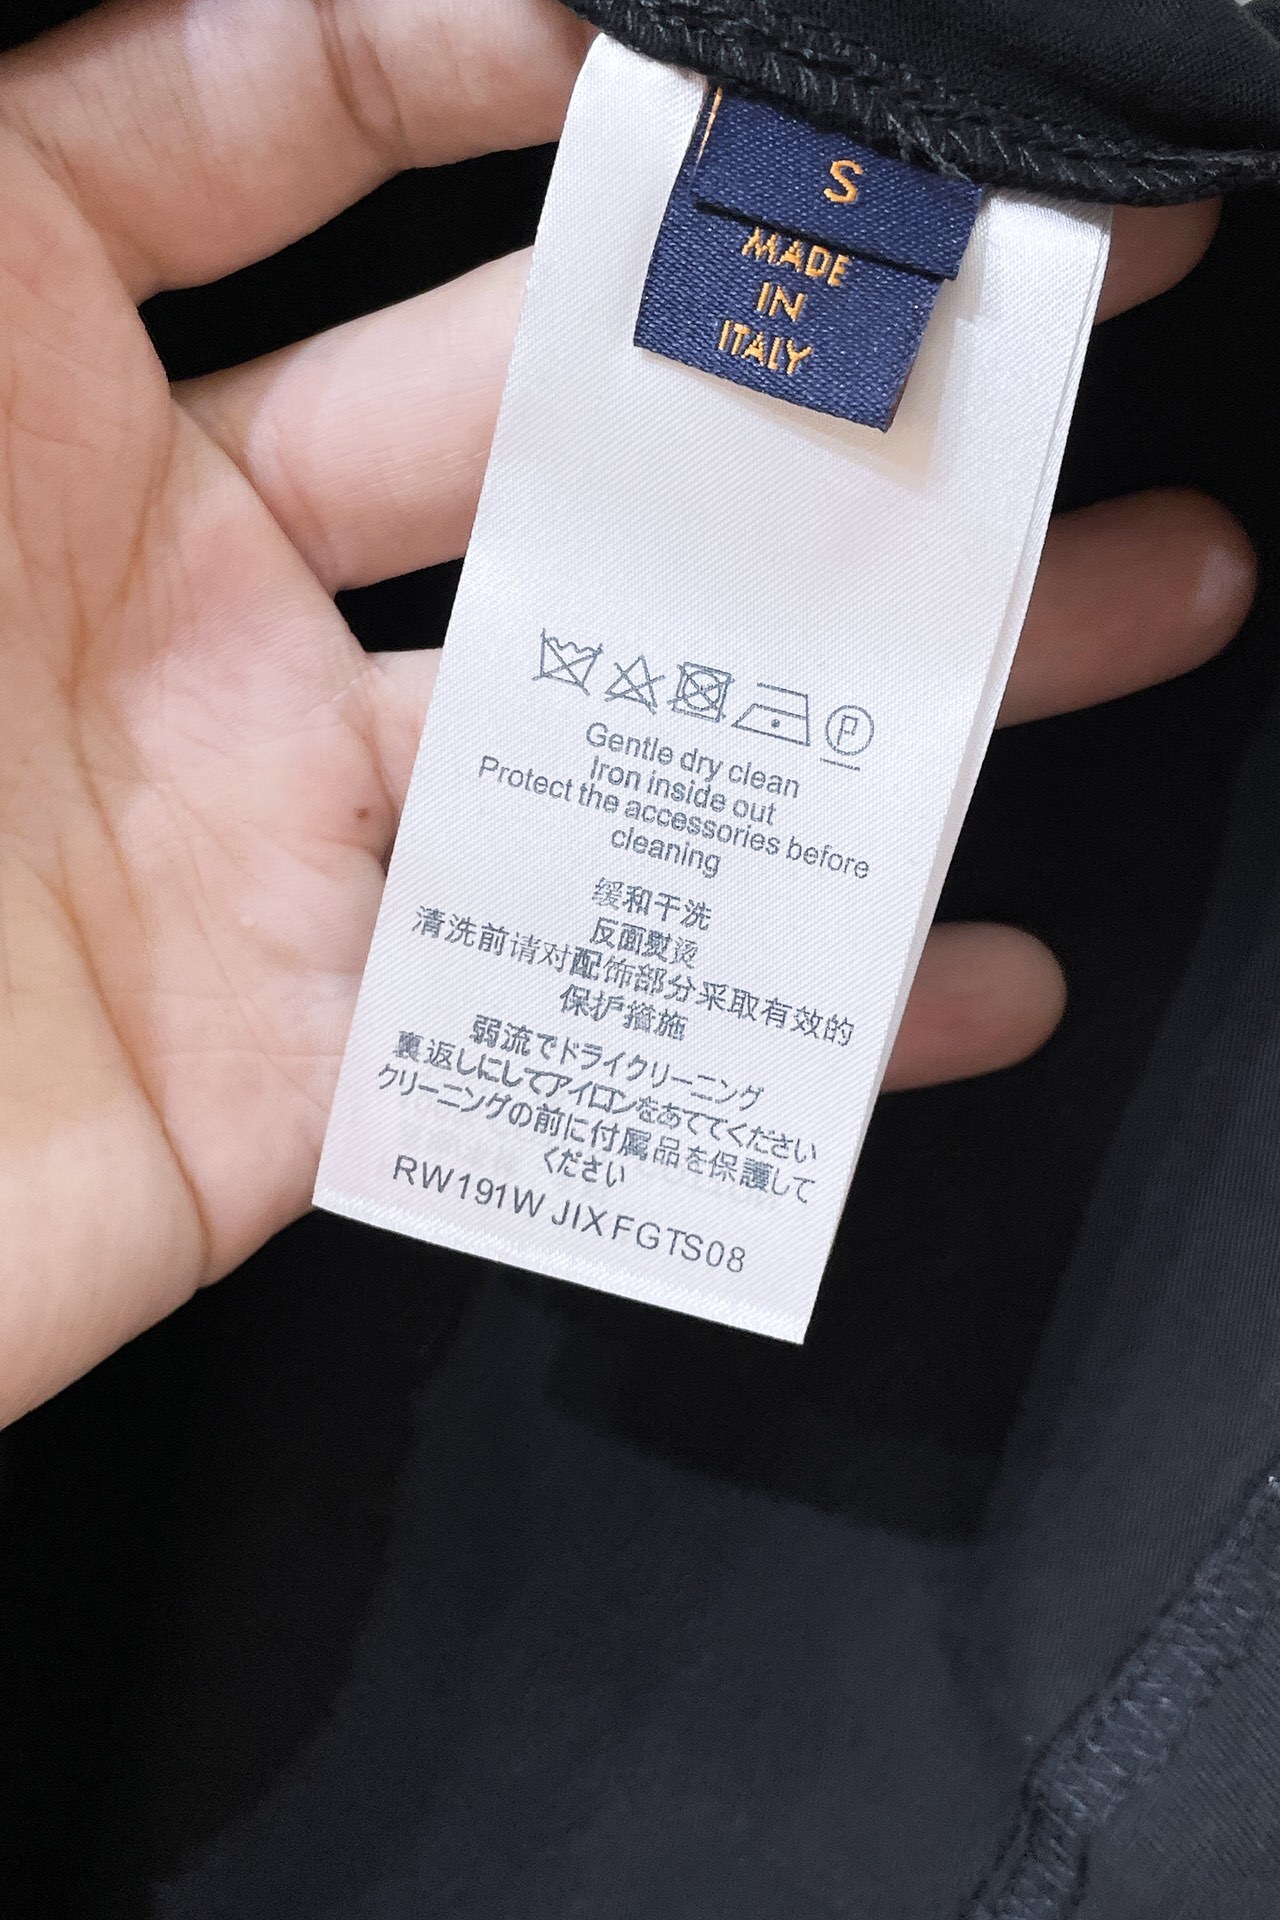 S
MADE
IN
ITALY
P
Gentle dry clean
Iron inside out
Protect the accessories before
cleaning
缓和干洗
反面熨烫
清洗前请对配饰部分采取有效的
保护措施
弱流でドライクリーニング
裏返しにしてアイロンをあててください
クリーニングの前に付属品を保護して
ください
RW191W JIXFGTS08